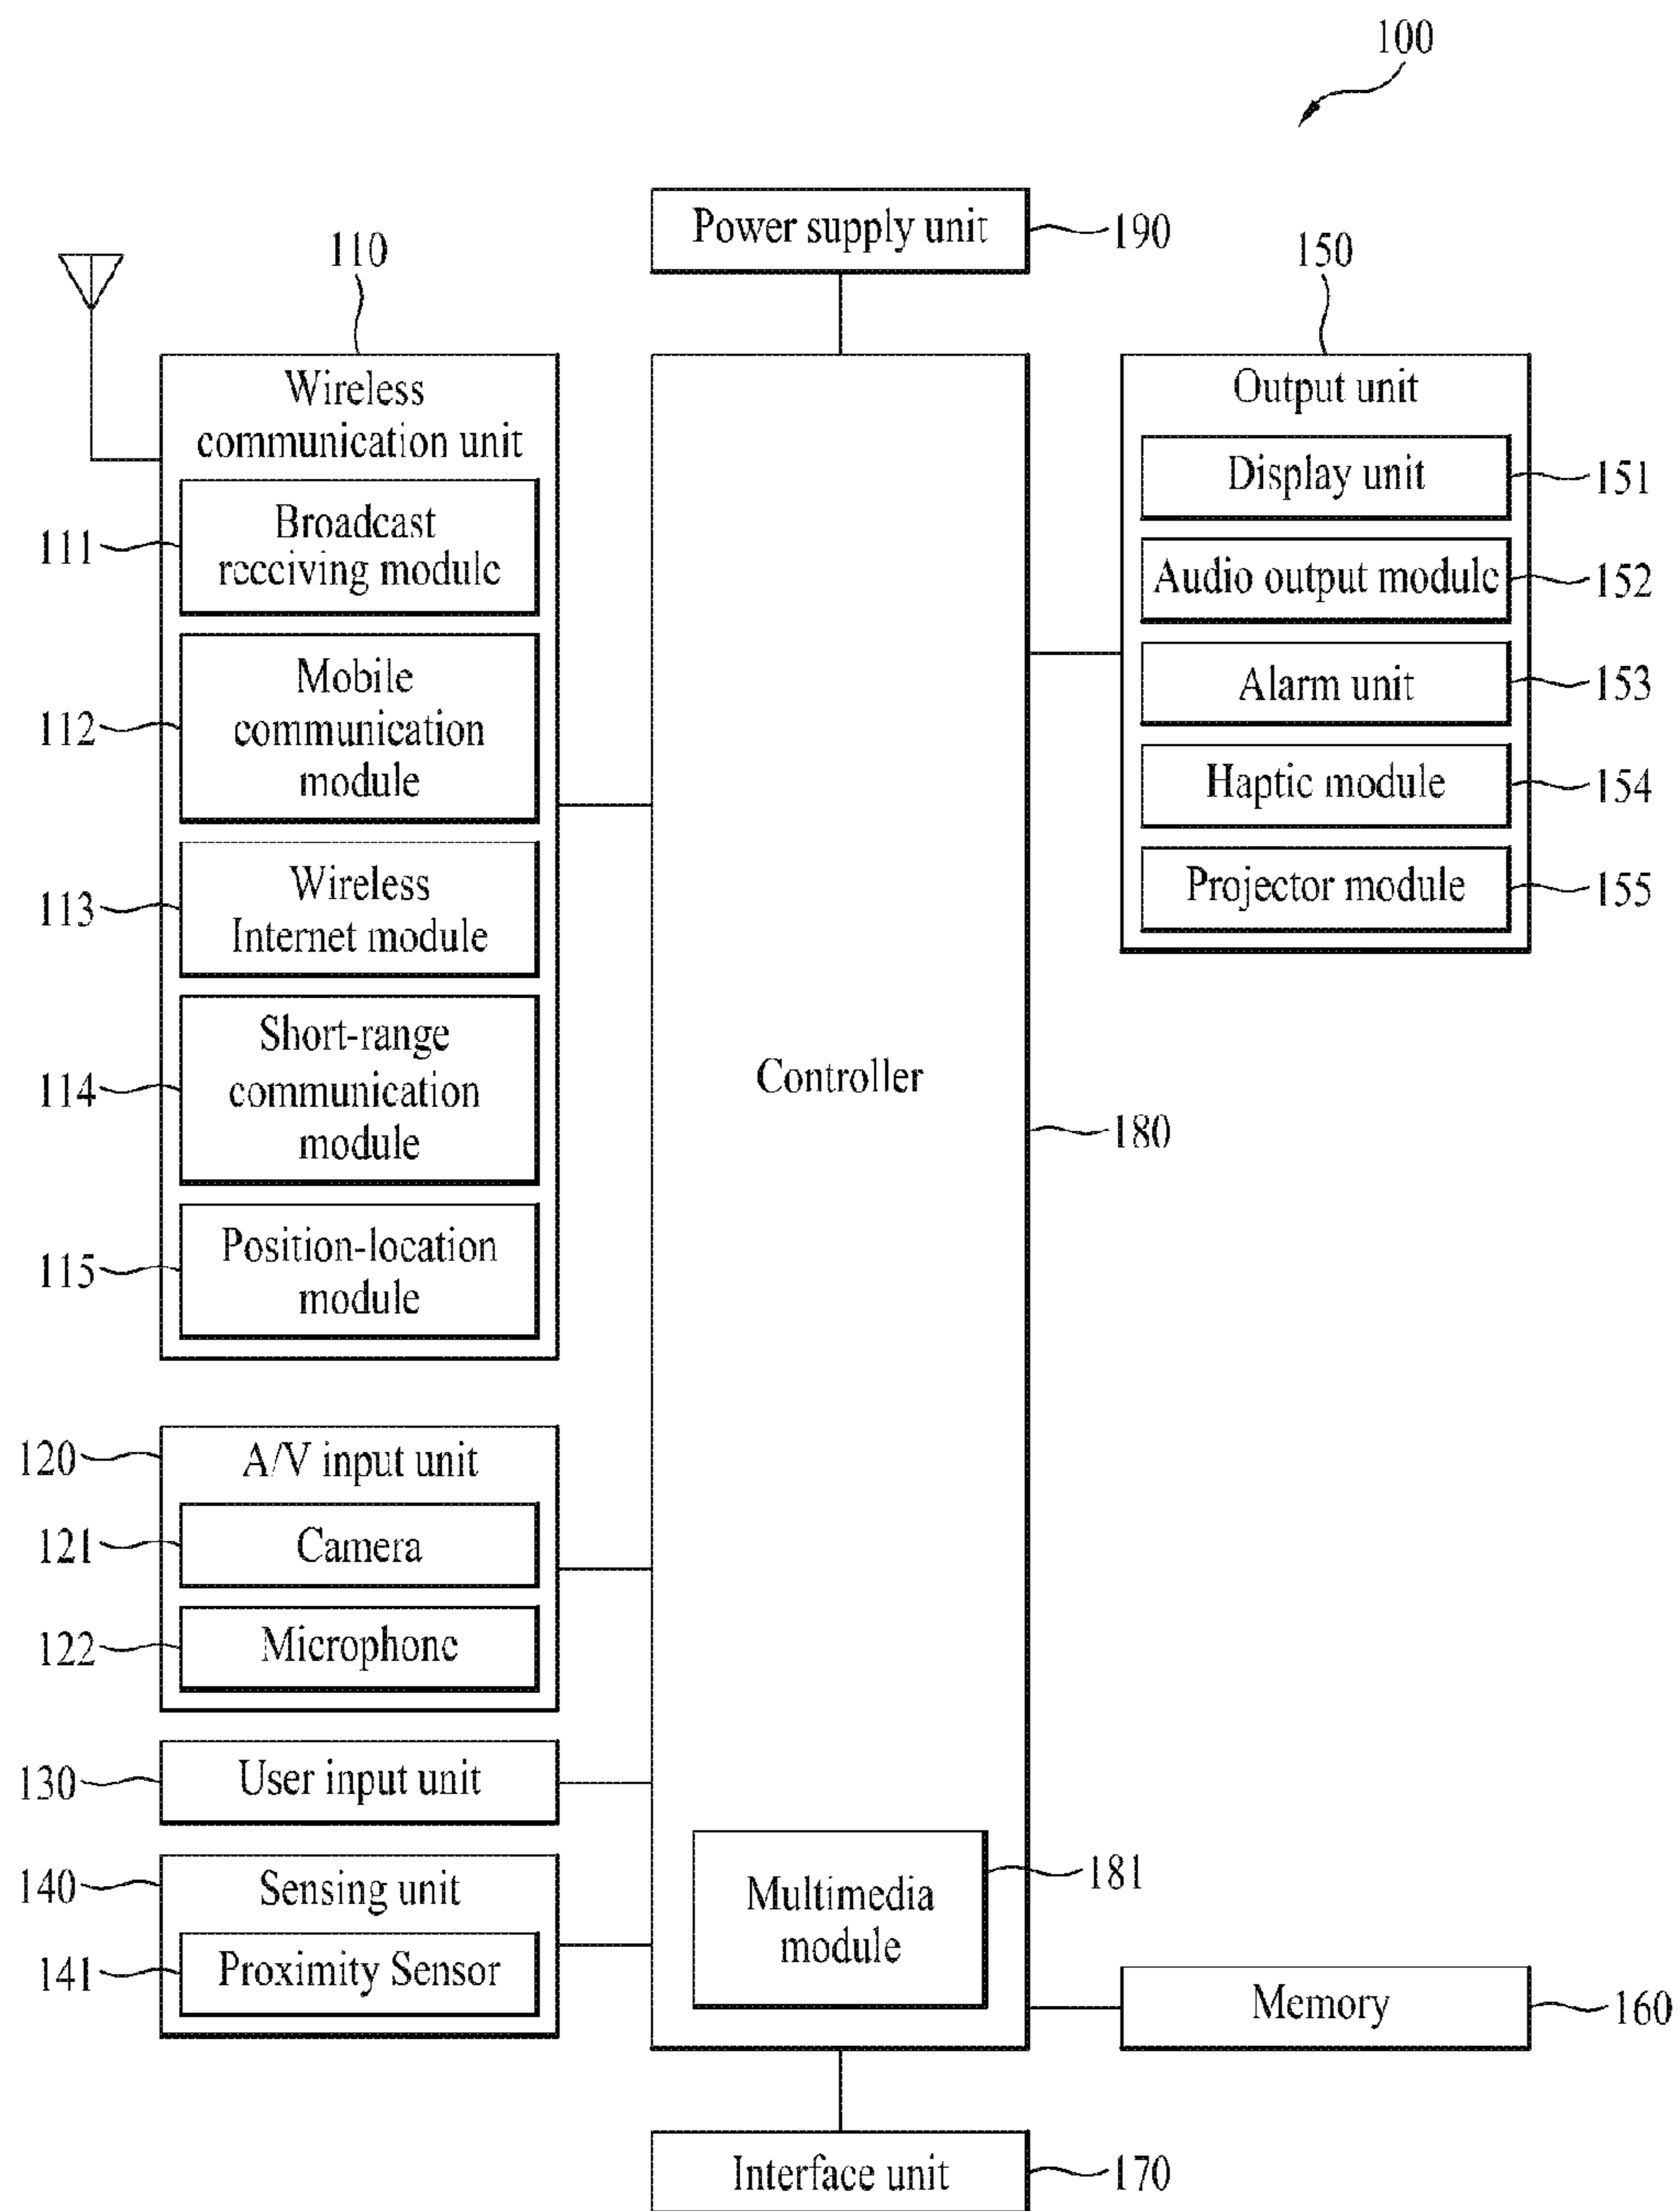 100
Power supply unit
190
110
Wireless
communication unit
111
Broadcast
receiving module
112
Mobile
communication
module
113
Wireless
Internet module
114
Short-range
communication
module
115
Position-location
module
120
A/V input unit
121
Camera
122
Microphone
130
User input unit
140
Sensing unit
141
Proximity Sensor
Controller
180
Multimedia
module
181
150
Output unit
Display unit
151
Audio output module
152
Alarm unit
153
Haptic module
154
Projector module
155
Memory
160
Interface unit
170